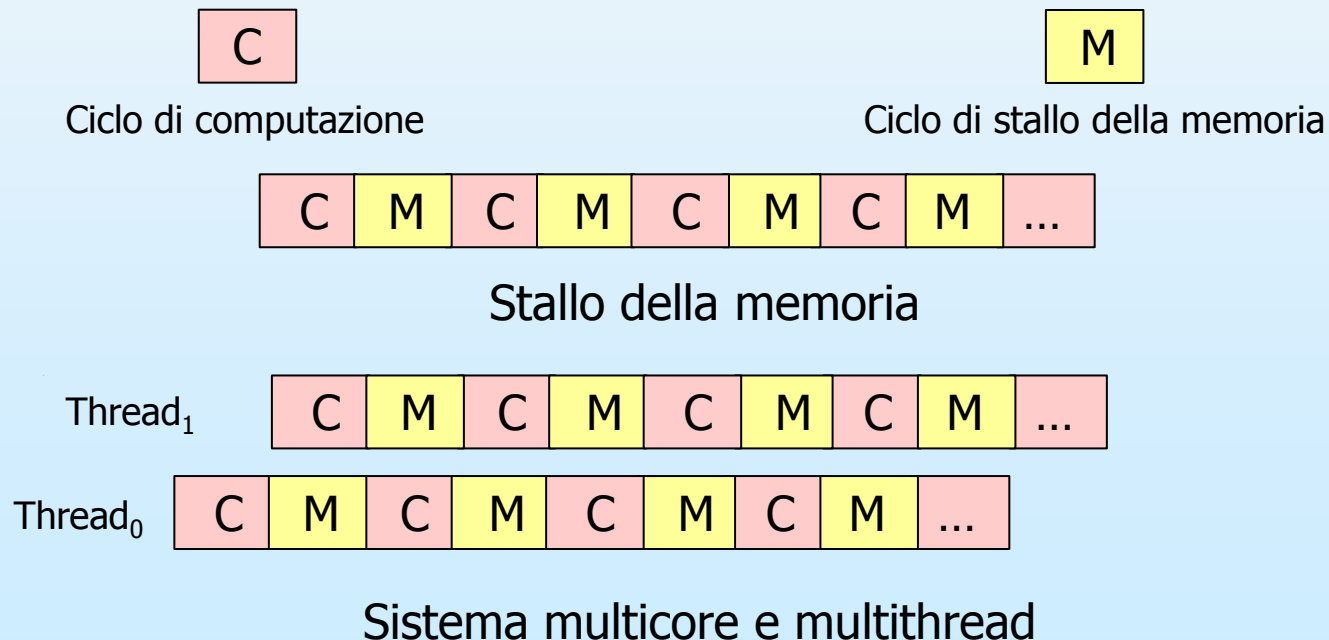 C
M
Ciclo di computazione
Ciclo di stallo della memoria
C M C M C M C M ...
Stallo della memoria
Thread₁ C M C M C M C M ...
Thread₀ C M C M C M C M ...
Sistema multicore e multithread